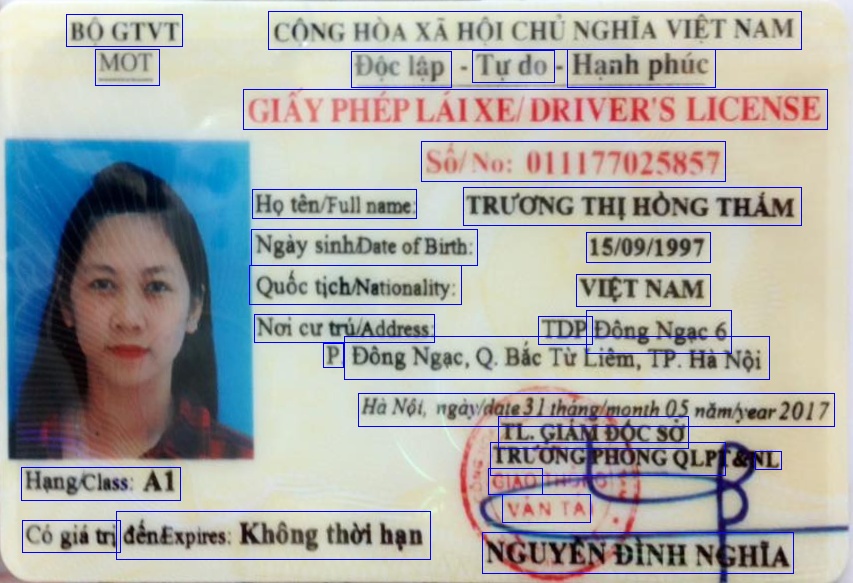 BỘ GTVT CỘNG HÒA XÃ HỘI CHỦ NGHĨA VIỆT NAM
MOT Độc lập - Tự do - Hạnh phúc
GIẤY PHÉP LÁI XE/ DRIVER'S LICENSE
Số/ No: 011177025857
Họ tên/Full name: TRƯƠNG THỊ HỒNG THẮM
Ngày sinh/Date of Birth: 15/09/1997
Quốc tịch/Nationality: VIỆT NAM
Nơi cư trú/Address: TDP Đông Ngạc 6
P. Đông Ngạc, Q. Bắc Từ Liêm, TP. Hà Nội
Hà Nội, ngày/date 31 tháng/month 05 năm/year 2017
TL. GIÁM ĐỐC SỞ
TRƯỞNG PHÒNG QLPT&NL
GIAO THÔNG
VẬN TẢI
Hạng/Class: A1
Có giá trị đến/Expires: Không thời hạn
NGUYỄN ĐÌNH NGHĨA